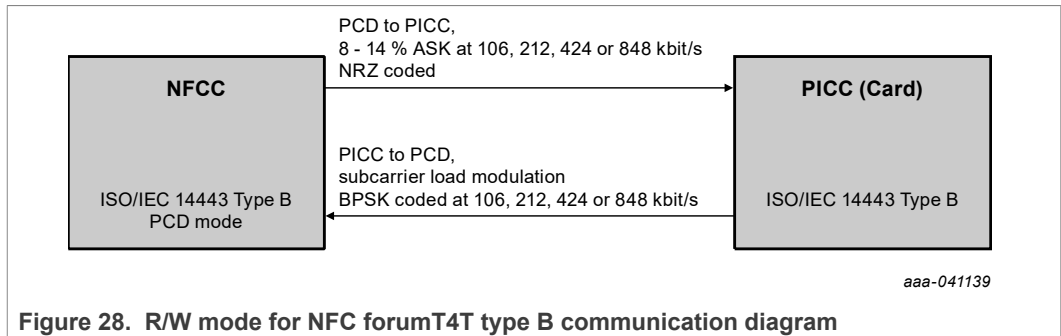 PCD to PICC,
8 - 14 % ASK at 106, 212, 424 or 848 kbit/s
NRZ coded
NFCC
PICC (Card)
PICC to PCD,
subcarrier load modulation
BPSK coded at 106, 212, 424 or 848 kbit/s
ISO/IEC 14443 Type B
PCD mode
ISO/IEC 14443 Type B
aaa-041139
Figure 28. R/W mode for NFC forumT4T type B communication diagram